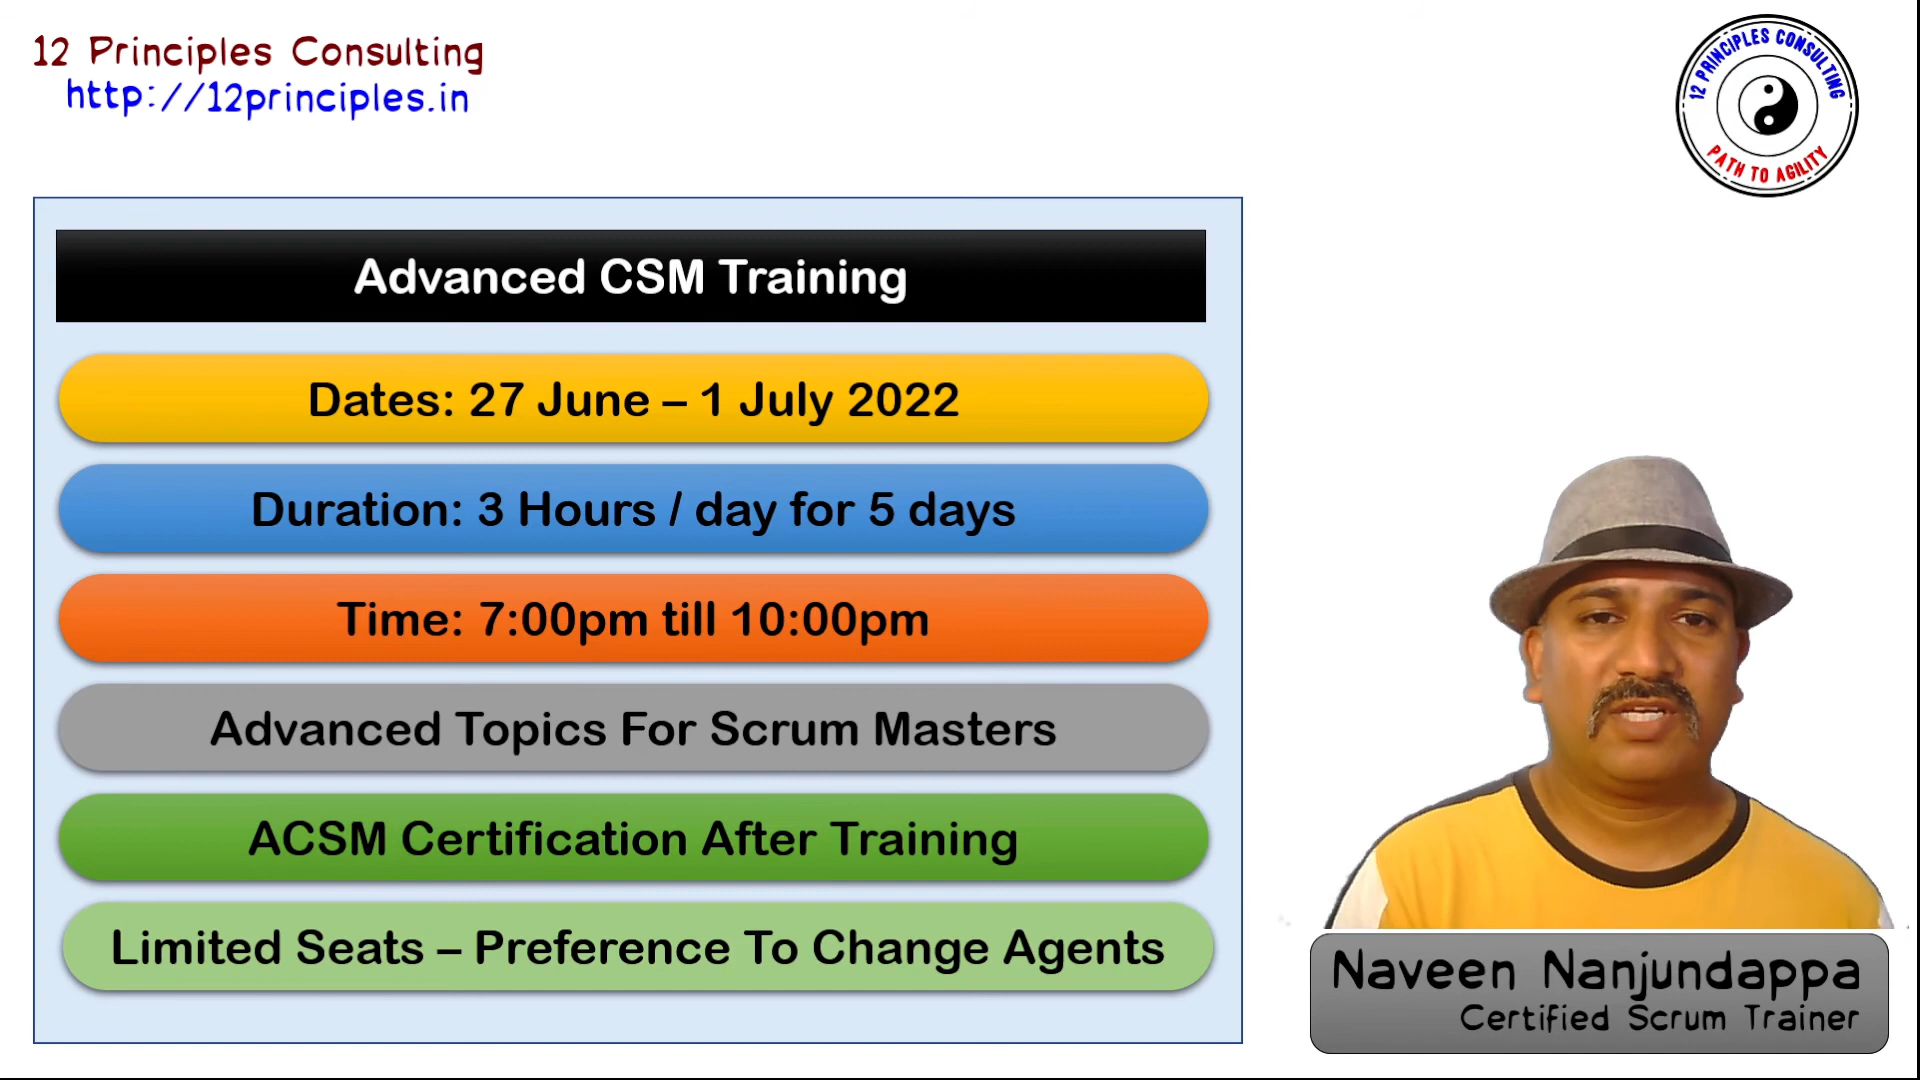 12 Principles Consulting
http://12principles.in
12 PRINCIPLES CONSULTING
PATH TO AGILITY
Advanced CSM Training
Dates: 27 June – 1 July 2022
Duration: 3 Hours / day for 5 days
Time: 7:00pm till 10:00pm
Advanced Topics For Scrum Masters
ACSM Certification After Training
Limited Seats – Preference To Change Agents
Naveen Nanjundappa
Certified Scrum Trainer